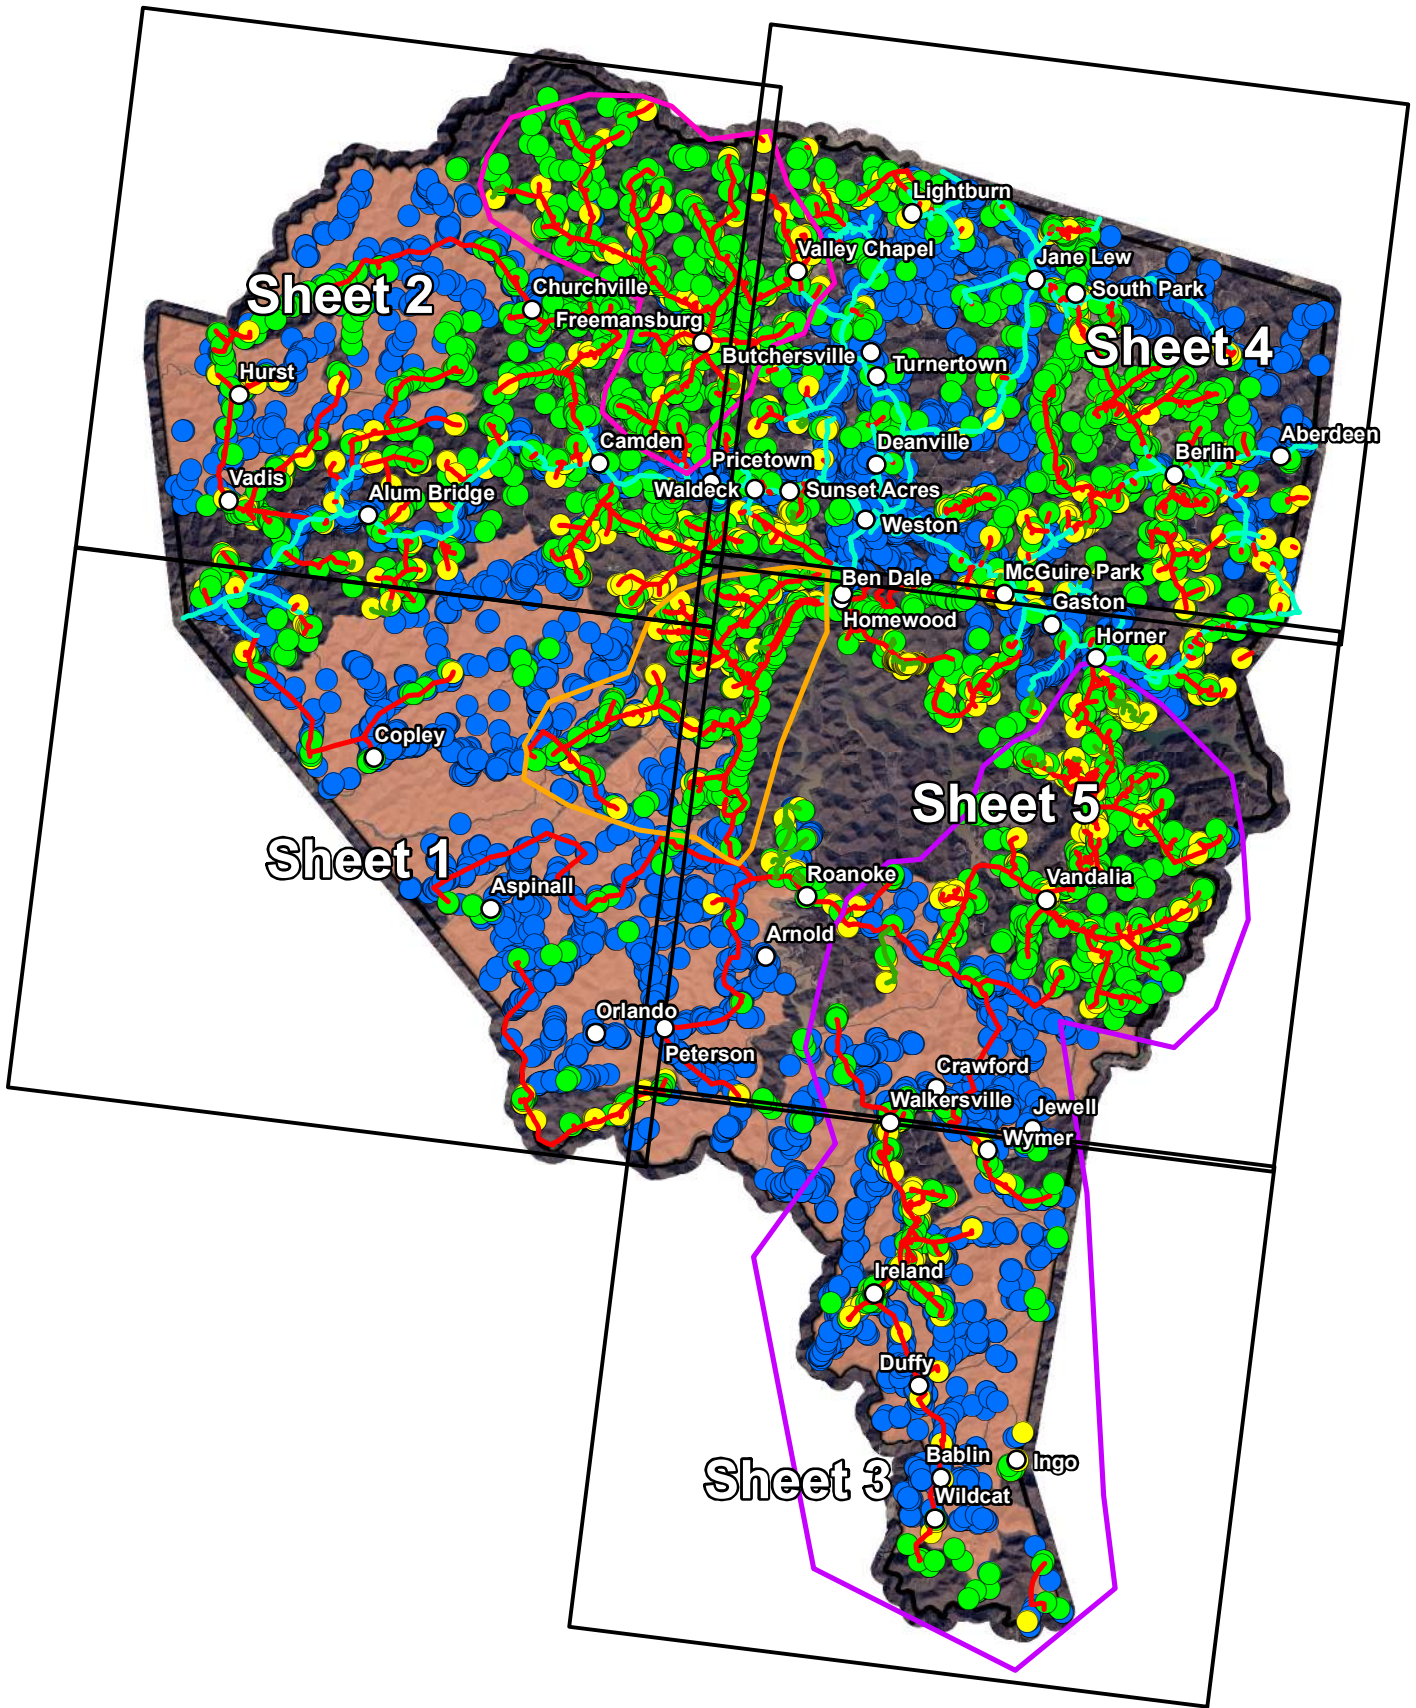 Lightburn
Valley Chapel
Jane Lew
Sheet 2
Churchville
South Park
Freemansburg
Butchersville
Sheet 4
Turnertown
Hurst
Camden
Deanville
Aberdeen
Pricetown
Berlin
Vadis
Alum Bridge
Waldeck
Sunset Acres
Weston
Ben Dale
McGuire Park
Gaston
Homewood
Horner
Copley
Sheet 5
Sheet 1
Roanoke
Vandalia
Aspinall
Arnold
Orlando
Peterson
Crawford
Walkersville
Jewell
Wymer
Ireland
Duffy
Bablin
Ingo
Sheet 3
Wildcat